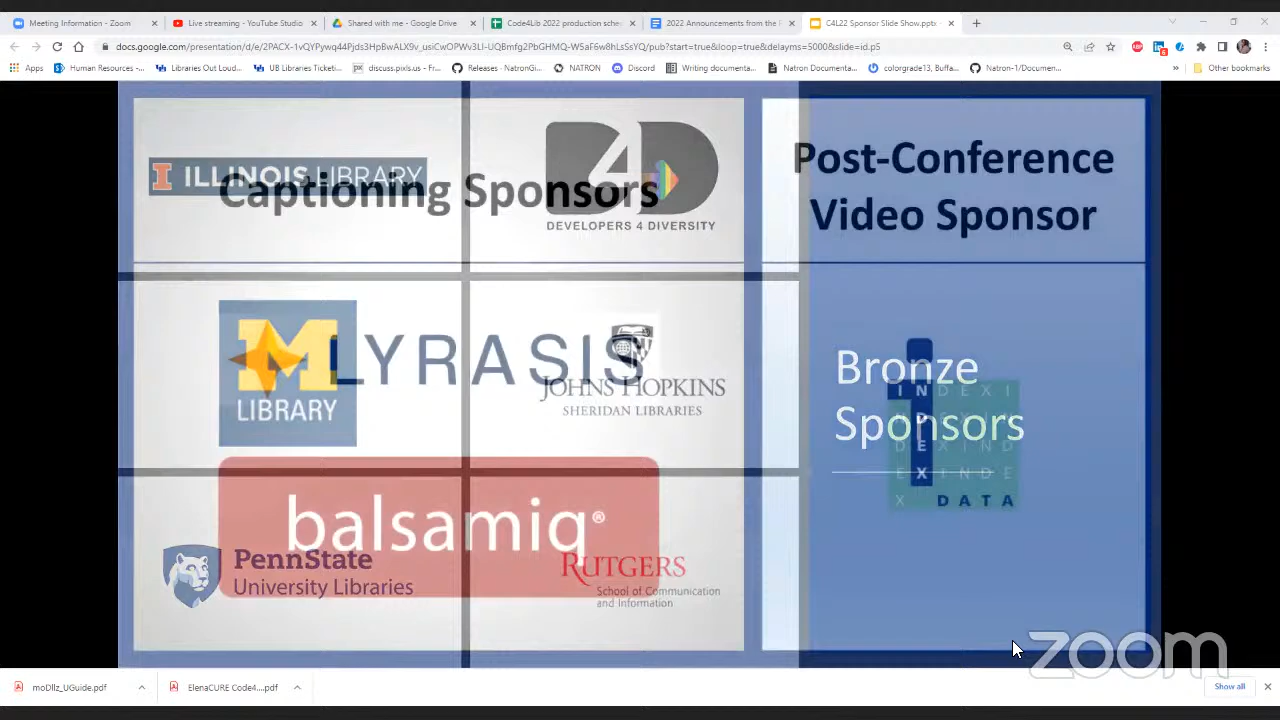 Meeting Information - Zoom
Live streaming - YouTube Studio
Shared with me - Google Drive
Code4Lib 2022 production sche
2022 Announcements from the
C4L22 Sponsor Slide Show.pptx -
docs.google.com/presentation/d/e/
pub?start=true&loop=true&delayms=5000&slide=id.p5
Apps
Human Resources -...
Libraries Out Loud...
UB Libraries Ticketi...
discuss.pixls.us - Fr...
Releases · NatronGi...
NATRON
Discord
Writing documenta...
Natron Documenta...
colorgrade13, Buffa...
Natron-1/Documen...
»
Other bookmarks
ILLINOIS LIBRARY
Captioning Sponsors
D4D
DEVELOPERS 4 DIVERSITY
Post-Conference
Video Sponsor
M
LIBRARY
LYRASIS
JOHNS HOPKINS
SHERIDAN LIBRARIES
Bronze
Sponsors
INDEXI
DEXIND
EXINDE
X DATA
balsamiq®
PennState
University Libraries
RUTGERS
School of Communication
and Information
zoom
moDllz_UGuide.pdf
ElenaCURE Code4....pdf
Show all